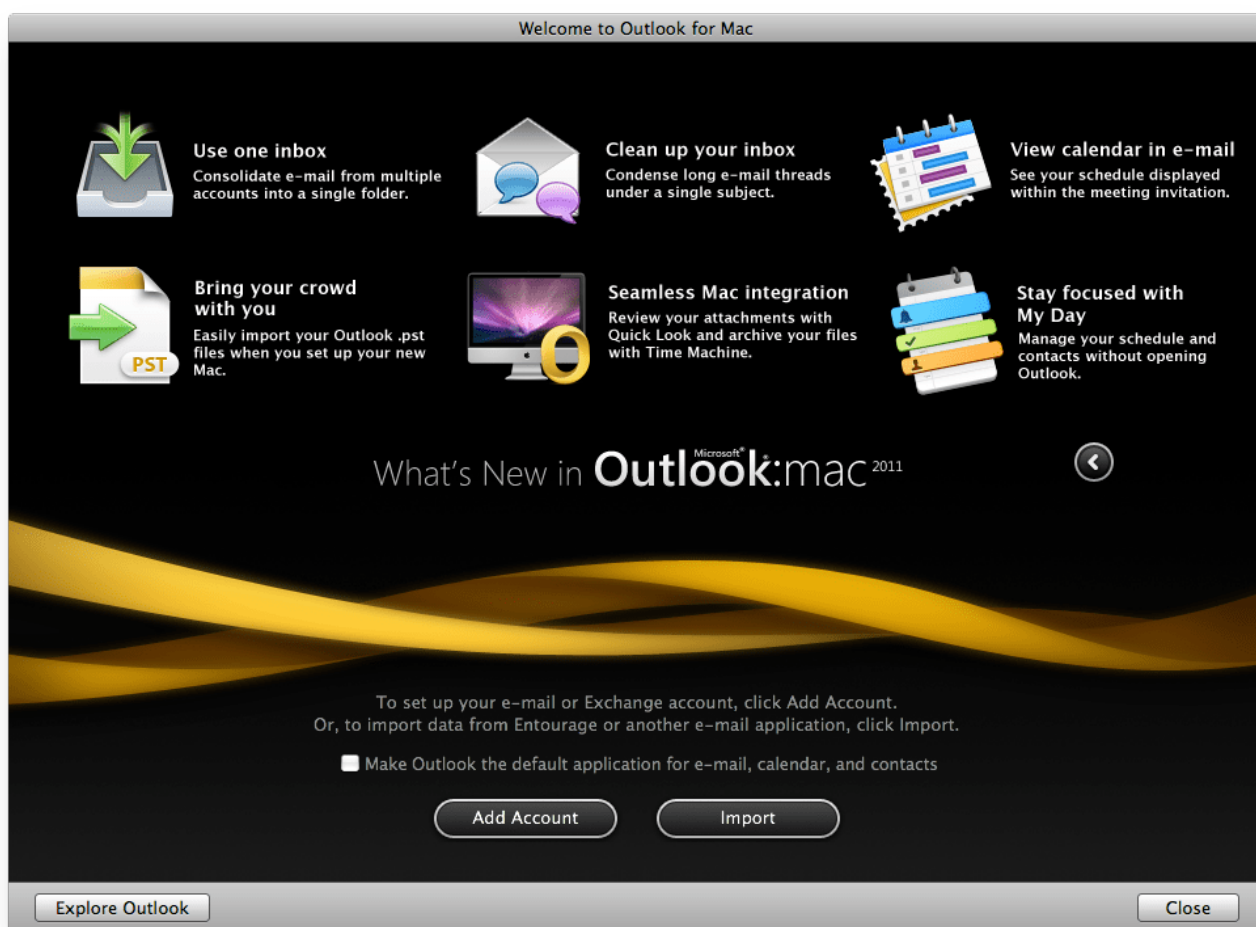 Welcome to Outlook for Mac
Use one inbox
Consolidate e-mail from multiple
accounts into a single folder.
Clean up your inbox
Condense long e-mail threads
under a single subject.
View calendar in e-mail
See your schedule displayed
within the meeting invitation.
PST
Bring your crowd
with you
Easily import your Outlook .pst
files when you set up your new
Mac.
Seamless Mac integration
Review your attachments with
Quick Look and archive your files
with Time Machine.
Stay focused with
My Day
Manage your schedule and
contacts without opening
Outlook.
What's New in Microsoft® Outlook®:mac 2011
To set up your e-mail or Exchange account, click Add Account.
Or, to import data from Entourage or another e-mail application, click Import.
Make Outlook the default application for e-mail, calendar, and contacts
Add Account
Import
Explore Outlook
Close